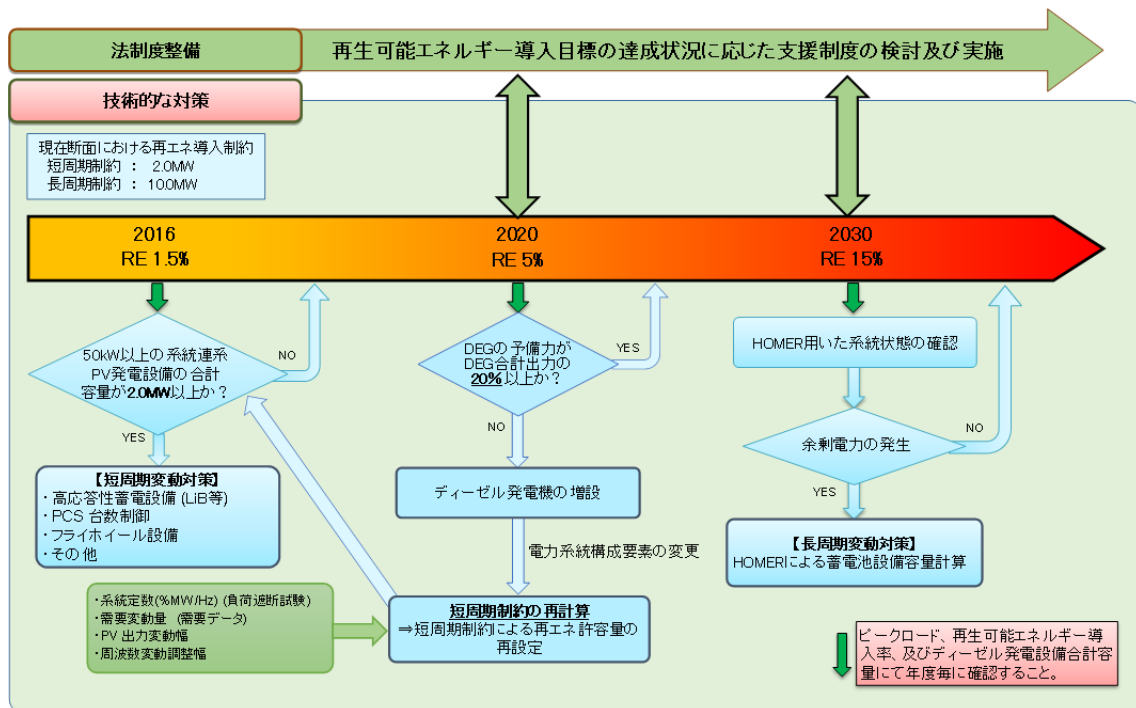 法制度整備
再生可能エネルギー導入目標の達成状況に応じた支援制度の検討及び実施
技術的な対策
現在断面における再エネ導入制約
短周期制約 : 2.0MW
長周期制約 : 10.0MW
2016
RE 1.5%
2020
RE 5%
2030
RE 15%
50kW以上の系統連系
PV発電設備の合計
容量が2.0MW以上か?
NO
YES
【短周期変動対策】
・高応答性蓄電設備 (LiB等)
・PCS 台数制御
・フライホイール設備
・その他
DEGの予備力が
DEG合計出力の
20%以上か?
YES
NO
ディーゼル発電機の増設
電力系統構成要素の変更
・系統定数(%MW/Hz) (負荷遮断試験)
・需要変動量 (需要データ)
・PV 出力変動幅
・周波数変動調整幅
短周期制約の再計算
⇒短周期制約による再エネ許容量の
再設定
HOMER用いた系統状態の確認
余剰電力の発生
NO
YES
【長周期変動対策】
HOMERによる蓄電池設備容量計算
ピークロード、再生可能エネルギー導
入率、及びディーゼル発電設備合計容
量にて年度毎に確認すること。